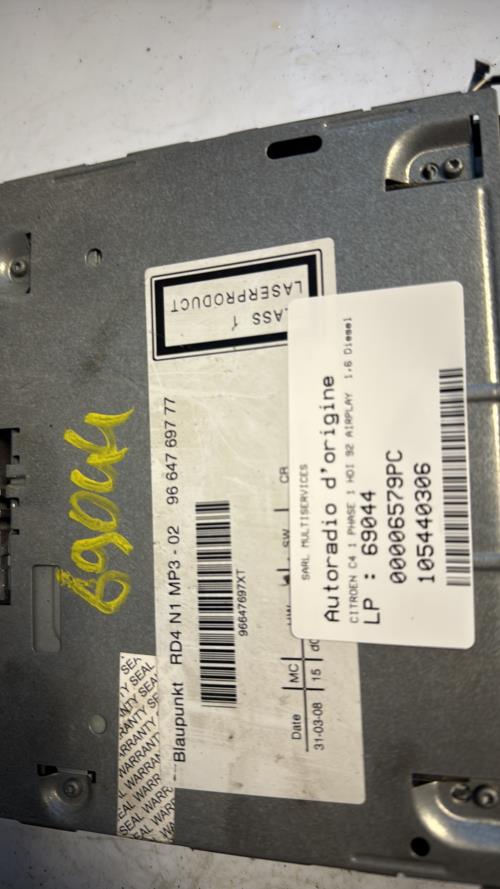 CLASS 1
LASERPRODUCT
69044
Blaupunkt RD4 N1 MP3 - 02 96 647 697 77
96647697XT
Date MC SW CR
31-03-08 15
SARL MULTISERVICES
Autoradio d'origine
CITROEN C4 1 PHASE 1 HDI 92 AIRPLAY 1.6 Diesel
LP : 69044
00006579PC
105440306
WARRANTY SEAL